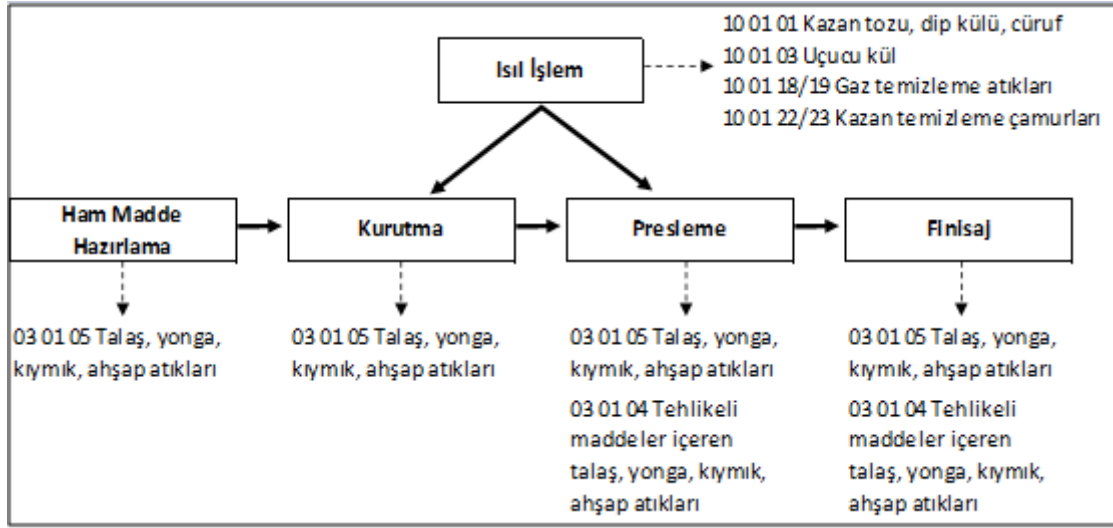 10 01 01 Kazan tozu, dip külü, cüruf
10 01 03 Uçucu kül
10 01 18/19 Gaz temizleme atıkları
10 01 22/23 Kazan temizleme çamurları
Isıl İşlem
Ham Madde
Hazırlama
Kurutma
Presleme
Finisaj
03 01 05 Talaş, yonga,
kıymık, ahşap atıkları
03 01 05 Talaş, yonga,
kıymık, ahşap atıkları
03 01 05 Talaş, yonga,
kıymık, ahşap atıkları
03 01 04 Tehlikeli
maddeler içeren
talaş, yonga, kıymık,
ahşap atıkları
03 01 05 Talaş, yonga,
kıymık, ahşap atıkları
03 01 04 Tehlikeli
maddeler içeren
talaş, yonga, kıymık,
ahşap atıkları